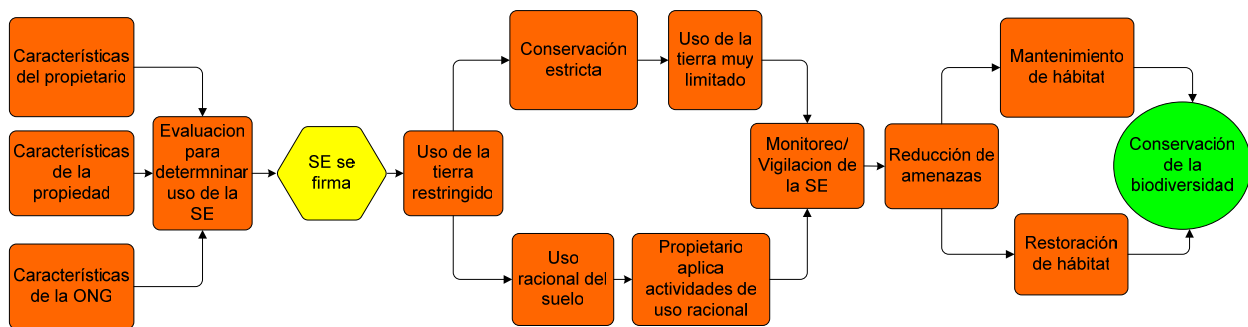 Características
del propietario
Características
de la
propiedad
Características
de la ONG
Evaluacion
para
determninar
uso de la
SE
SE se
firma
Uso de la
tierra
restringido
Conservación
estricta
Uso de la
tierra muy
limitado
Uso
racional del
suelo
Propietario
aplica
actividades de
uso racional
Monitoreo/
Vigilacion de
la SE
Reducción de
amenazas
Mantenimiento
de hábitat
Restoración
de hábitat
Conservación
de la
biodiversidad